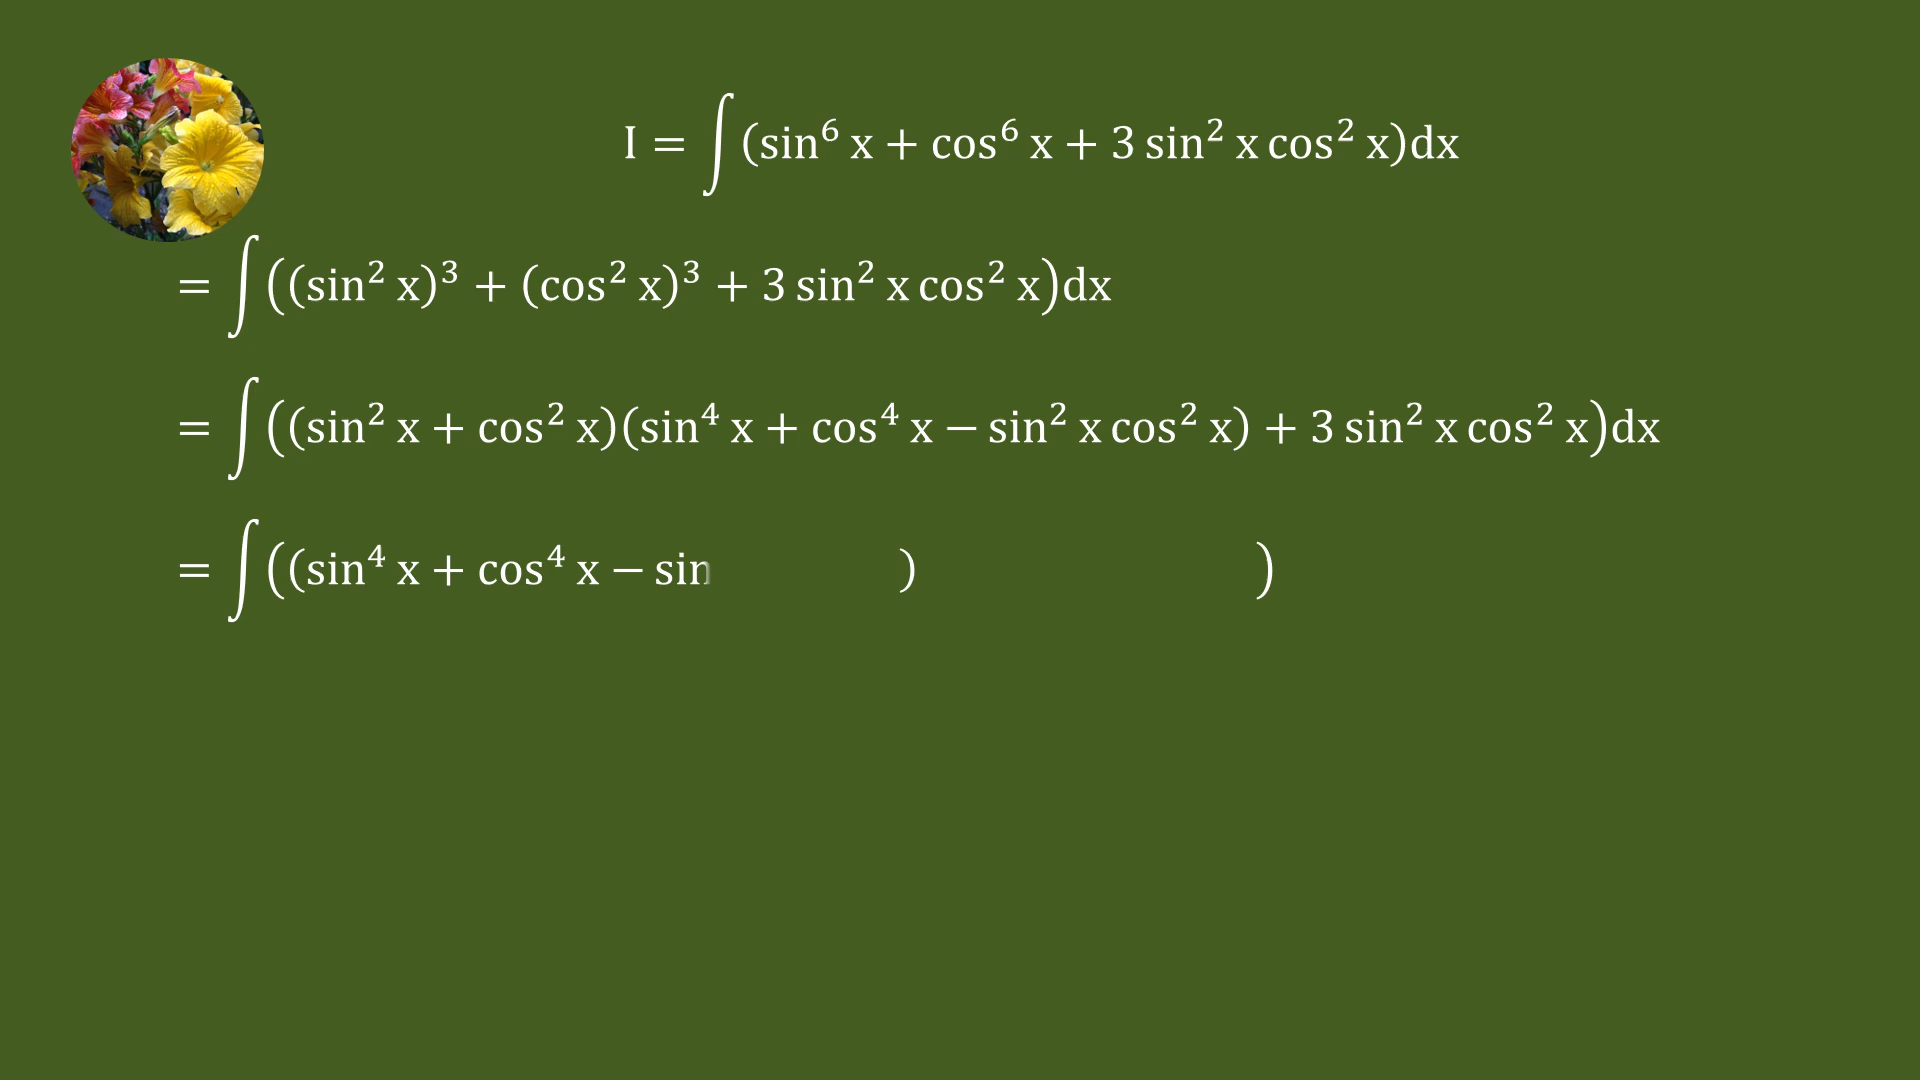 I = ∫(sin⁶ x + cos⁶ x + 3 sin² x cos² x)dx
= ∫((sin² x)³ + (cos² x)³ + 3 sin² x cos² x)dx
= ∫((sin² x + cos² x)(sin⁴ x + cos⁴ x − sin² x cos² x) + 3 sin² x cos² x)dx
= ∫((sin⁴ x + cos⁴ x − sin ) )